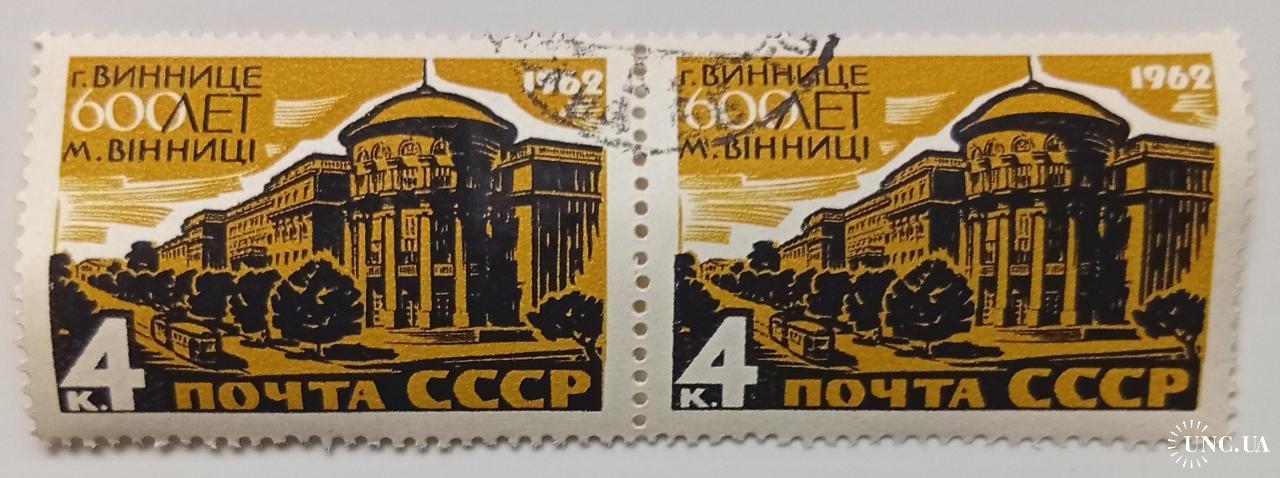 г. ВИННИЦЕ
600 ЛЕТ
м. ВІННИЦІ
1962
4 к.
ПОЧТА СССР
г. ВИННИЦЕ
600 ЛЕТ
м. ВІННИЦІ
1962
4 к.
ПОЧТА СССР
UNC.UA